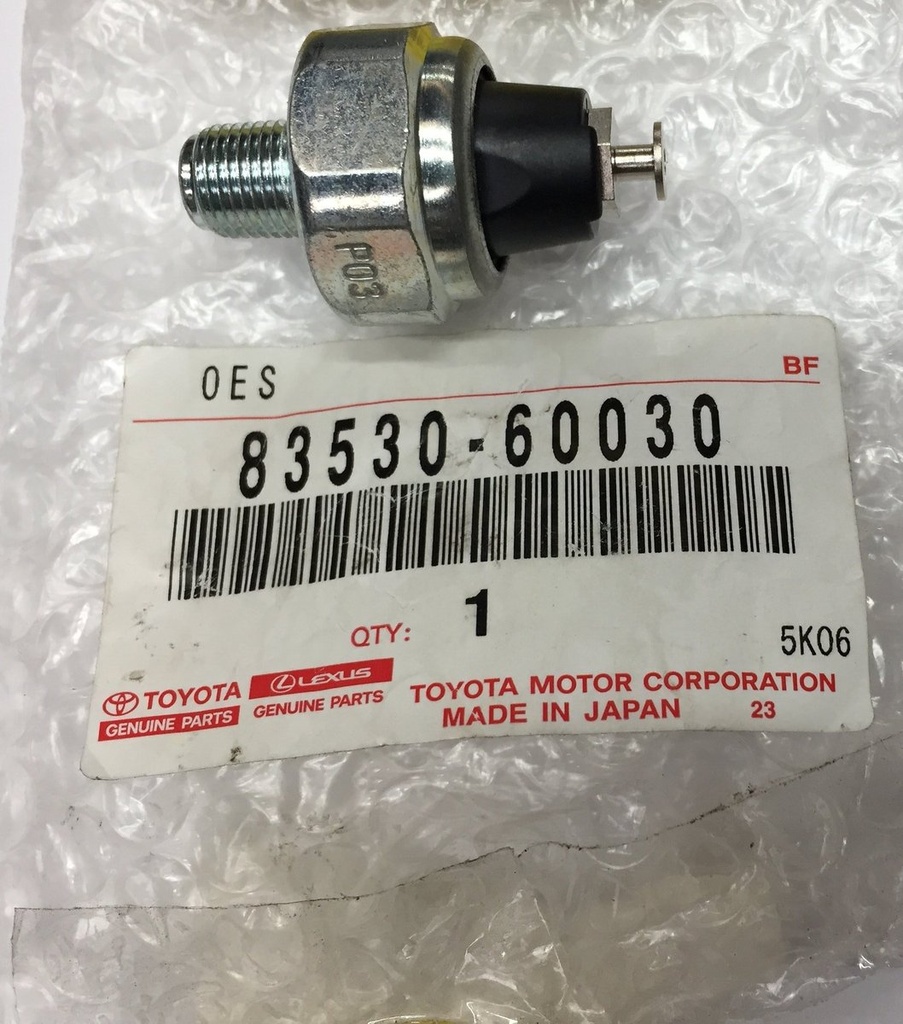 P03
OES
BF
83530-60030
QTY: 1
5K06
TOYOTA
GENUINE PARTS
LEXUS
GENUINE PARTS
TOYOTA MOTOR CORPORATION
MADE IN JAPAN 23